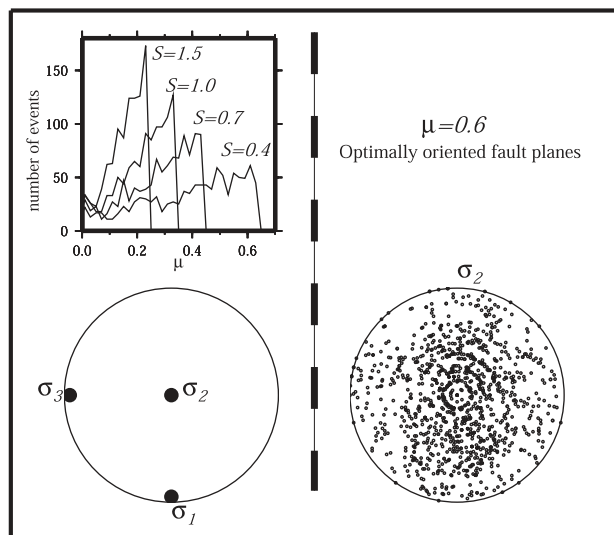 150
100
50
0
number of events
0.0 0.2 0.4 0.6
μ
S=1.5
S=1.0
S=0.7
S=0.4
μ=0.6
Optimally oriented fault planes
σ3
σ2
σ1
σ2